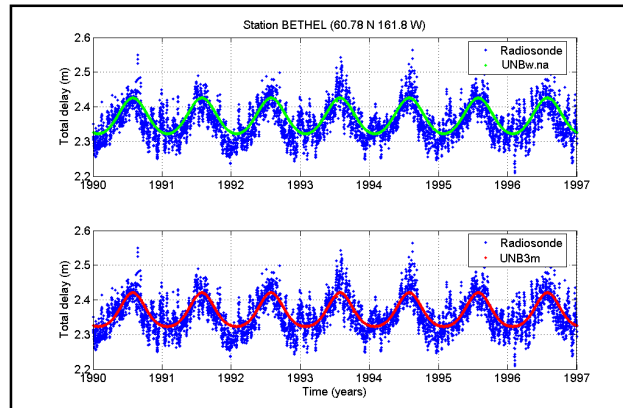 Station BETHEL (60.78 N 161.8 W)
2.6
2.5
2.4
2.3
2.2
Total delay (m)
Radiosonde
UNBw.na
1990 1991 1992 1993 1994 1995 1996 1997
2.6
2.5
2.4
2.3
2.2
Total delay (m)
Radiosonde
UNB3m
1990 1991 1992 1993 1994 1995 1996 1997
Time (years)